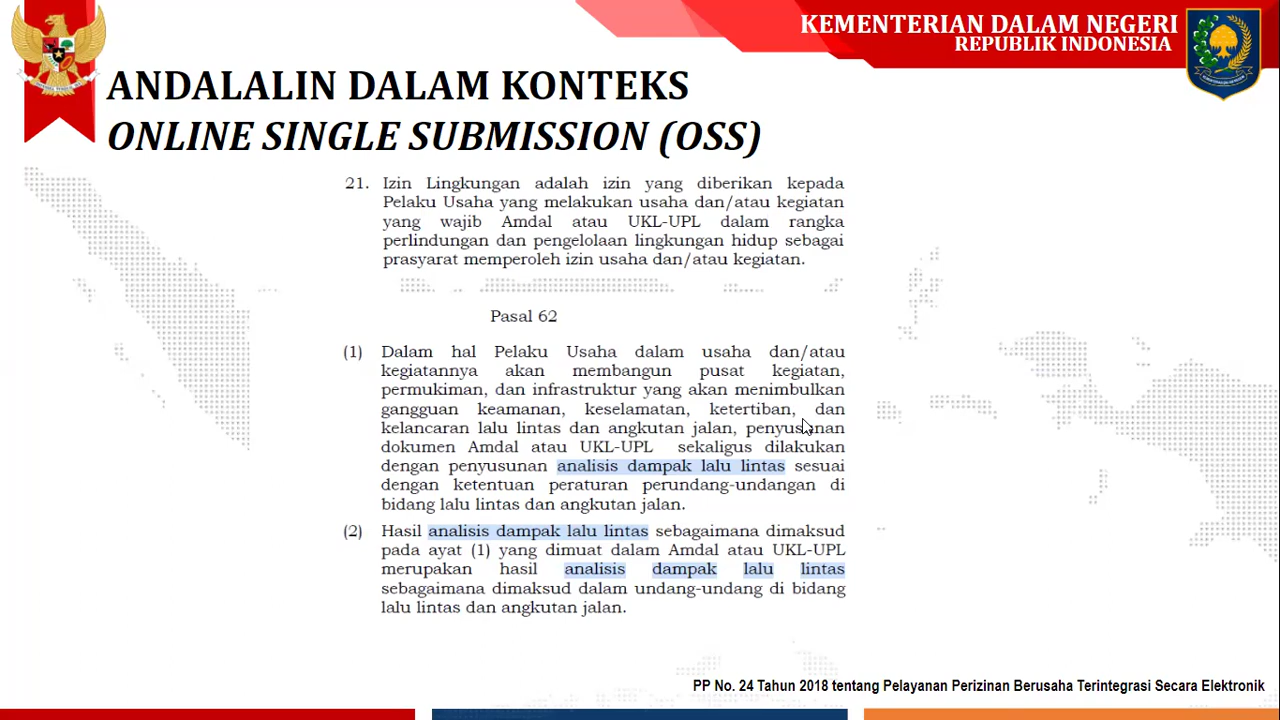 KEMENTERIAN DALAM NEGERI
REPUBLIK INDONESIA
ANDALALIN DALAM KONTEKS
ONLINE SINGLE SUBMISSION (OSS)
21. Izin Lingkungan adalah izin yang diberikan kepada
Pelaku Usaha yang melakukan usaha dan/atau kegiatan
yang wajib Amdal atau UKL-UPL dalam rangka
perlindungan dan pengelolaan lingkungan hidup sebagai
prasyarat memperoleh izin usaha dan/atau kegiatan.
Pasal 62
(1) Dalam hal Pelaku Usaha dalam usaha dan/atau
kegiatannya akan membangun pusat kegiatan,
permukiman, dan infrastruktur yang akan menimbulkan
gangguan keamanan, keselamatan, ketertiban, dan
kelancaran lalu lintas dan angkutan jalan, penyusunan
dokumen Amdal atau UKL-UPL sekaligus dilakukan
dengan penyusunan analisis dampak lalu lintas sesuai
dengan ketentuan peraturan perundang-undangan di
bidang lalu lintas dan angkutan jalan.
(2) Hasil analisis dampak lalu lintas sebagaimana dimaksud
pada ayat (1) yang dimuat dalam Amdal atau UKL-UPL
merupakan hasil analisis dampak lalu lintas
sebagaimana dimaksud dalam undang-undang di bidang
lalu lintas dan angkutan jalan.
PP No. 24 Tahun 2018 tentang Pelayanan Perizinan Berusaha Terintegrasi Secara Elektronik